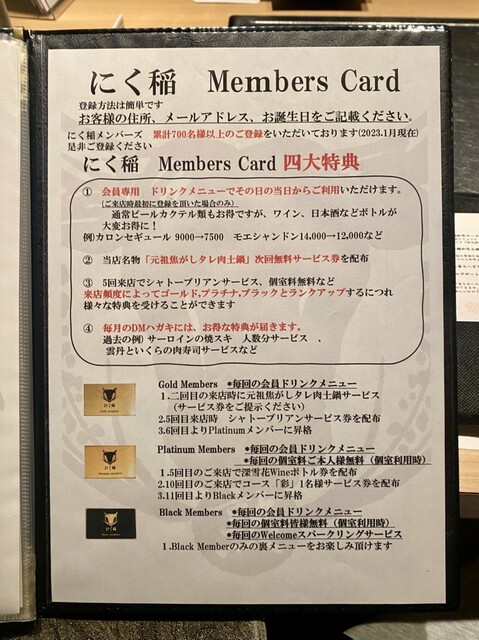 にく稲 Members Card
登録方法は簡単です
お客様の住所、メールアドレス、お誕生日をご記載ください。
にく稲メンバーズ 累計700名様以上のご登録をいただいております(2023.1月現在)
是非ご登録ください
にく稲 Members Card 四大特典
① 会員専用 ドリンクメニューでその日の当日からご利用いただけます。
(ご来店時最初に登録を頂いた場合のみ)
通常ビールカクテル類もお得ですが、ワイン、日本酒などボトルが
大変お得に！
例)カロンセギュール 9000→7500 モエシャンドン14,000→12,000など
② 当店名物「元祖焦がしタレ肉土鍋」次回無料サービス券を配布
③ 5回来店でシャトーブリアンサービス、個室料無料など
来店頻度によってゴールド,プラチナ,ブラックとランクアップするにつれ
様々な特典を受けることができます
④ 毎月のDMハガキには、お得な特典が届きます。
過去の例) サーロインの焼スキ 人数分サービス 、
雲丹といくらの肉寿司サービスなど
Gold Members *毎回の会員ドリンクメニュー
1.二回目の来店時に元祖焦がしタレ肉土鍋サービス
(サービス券をご提示ください)
2.5回目来店時 シャトーブリアンサービス券を配布
3.6回目よりPlatinumメンバーに昇格
Platinum Members *毎回の会員ドリンクメニュー
*毎回の個室料ご本人様無料（個室利用時）
1.5回目のご来店で深雪花Wineボトル券を配布
2.10回目のご来店でコース「彩」1名様サービス券を配布
3.11回目よりBlackメンバーに昇格
Black Members *毎回の会員ドリンクメニュー
*毎回の個室料皆様無料（個室利用時）
*毎回のWelcomeスパークリングサービス
1.Black Memberのみの裏メニューをお楽しみ頂けます
にく稲
にく稲